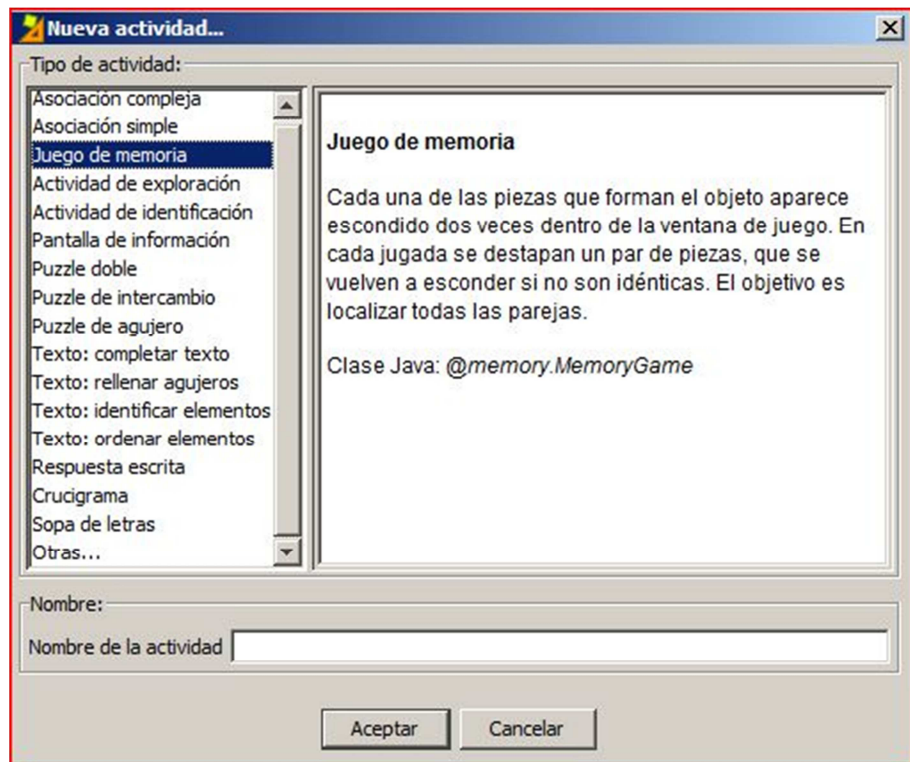 Nueva actividad...
Tipo de actividad:
Asociación compleja
Asociación simple
Juego de memoria
Actividad de exploración
Actividad de identificación
Pantalla de información
Puzzle doble
Puzzle de intercambio
Puzzle de agujero
Texto: completar texto
Texto: rellenar agujeros
Texto: identificar elementos
Texto: ordenar elementos
Respuesta escrita
Crucigrama
Sopa de letras
Otras...
Juego de memoria
Cada una de las piezas que forman el objeto aparece
escondido dos veces dentro de la ventana de juego. En
cada jugada se destapan un par de piezas, que se
vuelven a esconder si no son idénticas. El objetivo es
localizar todas las parejas.
Clase Java: @memory.MemoryGame
Nombre:
Nombre de la actividad
Aceptar
Cancelar